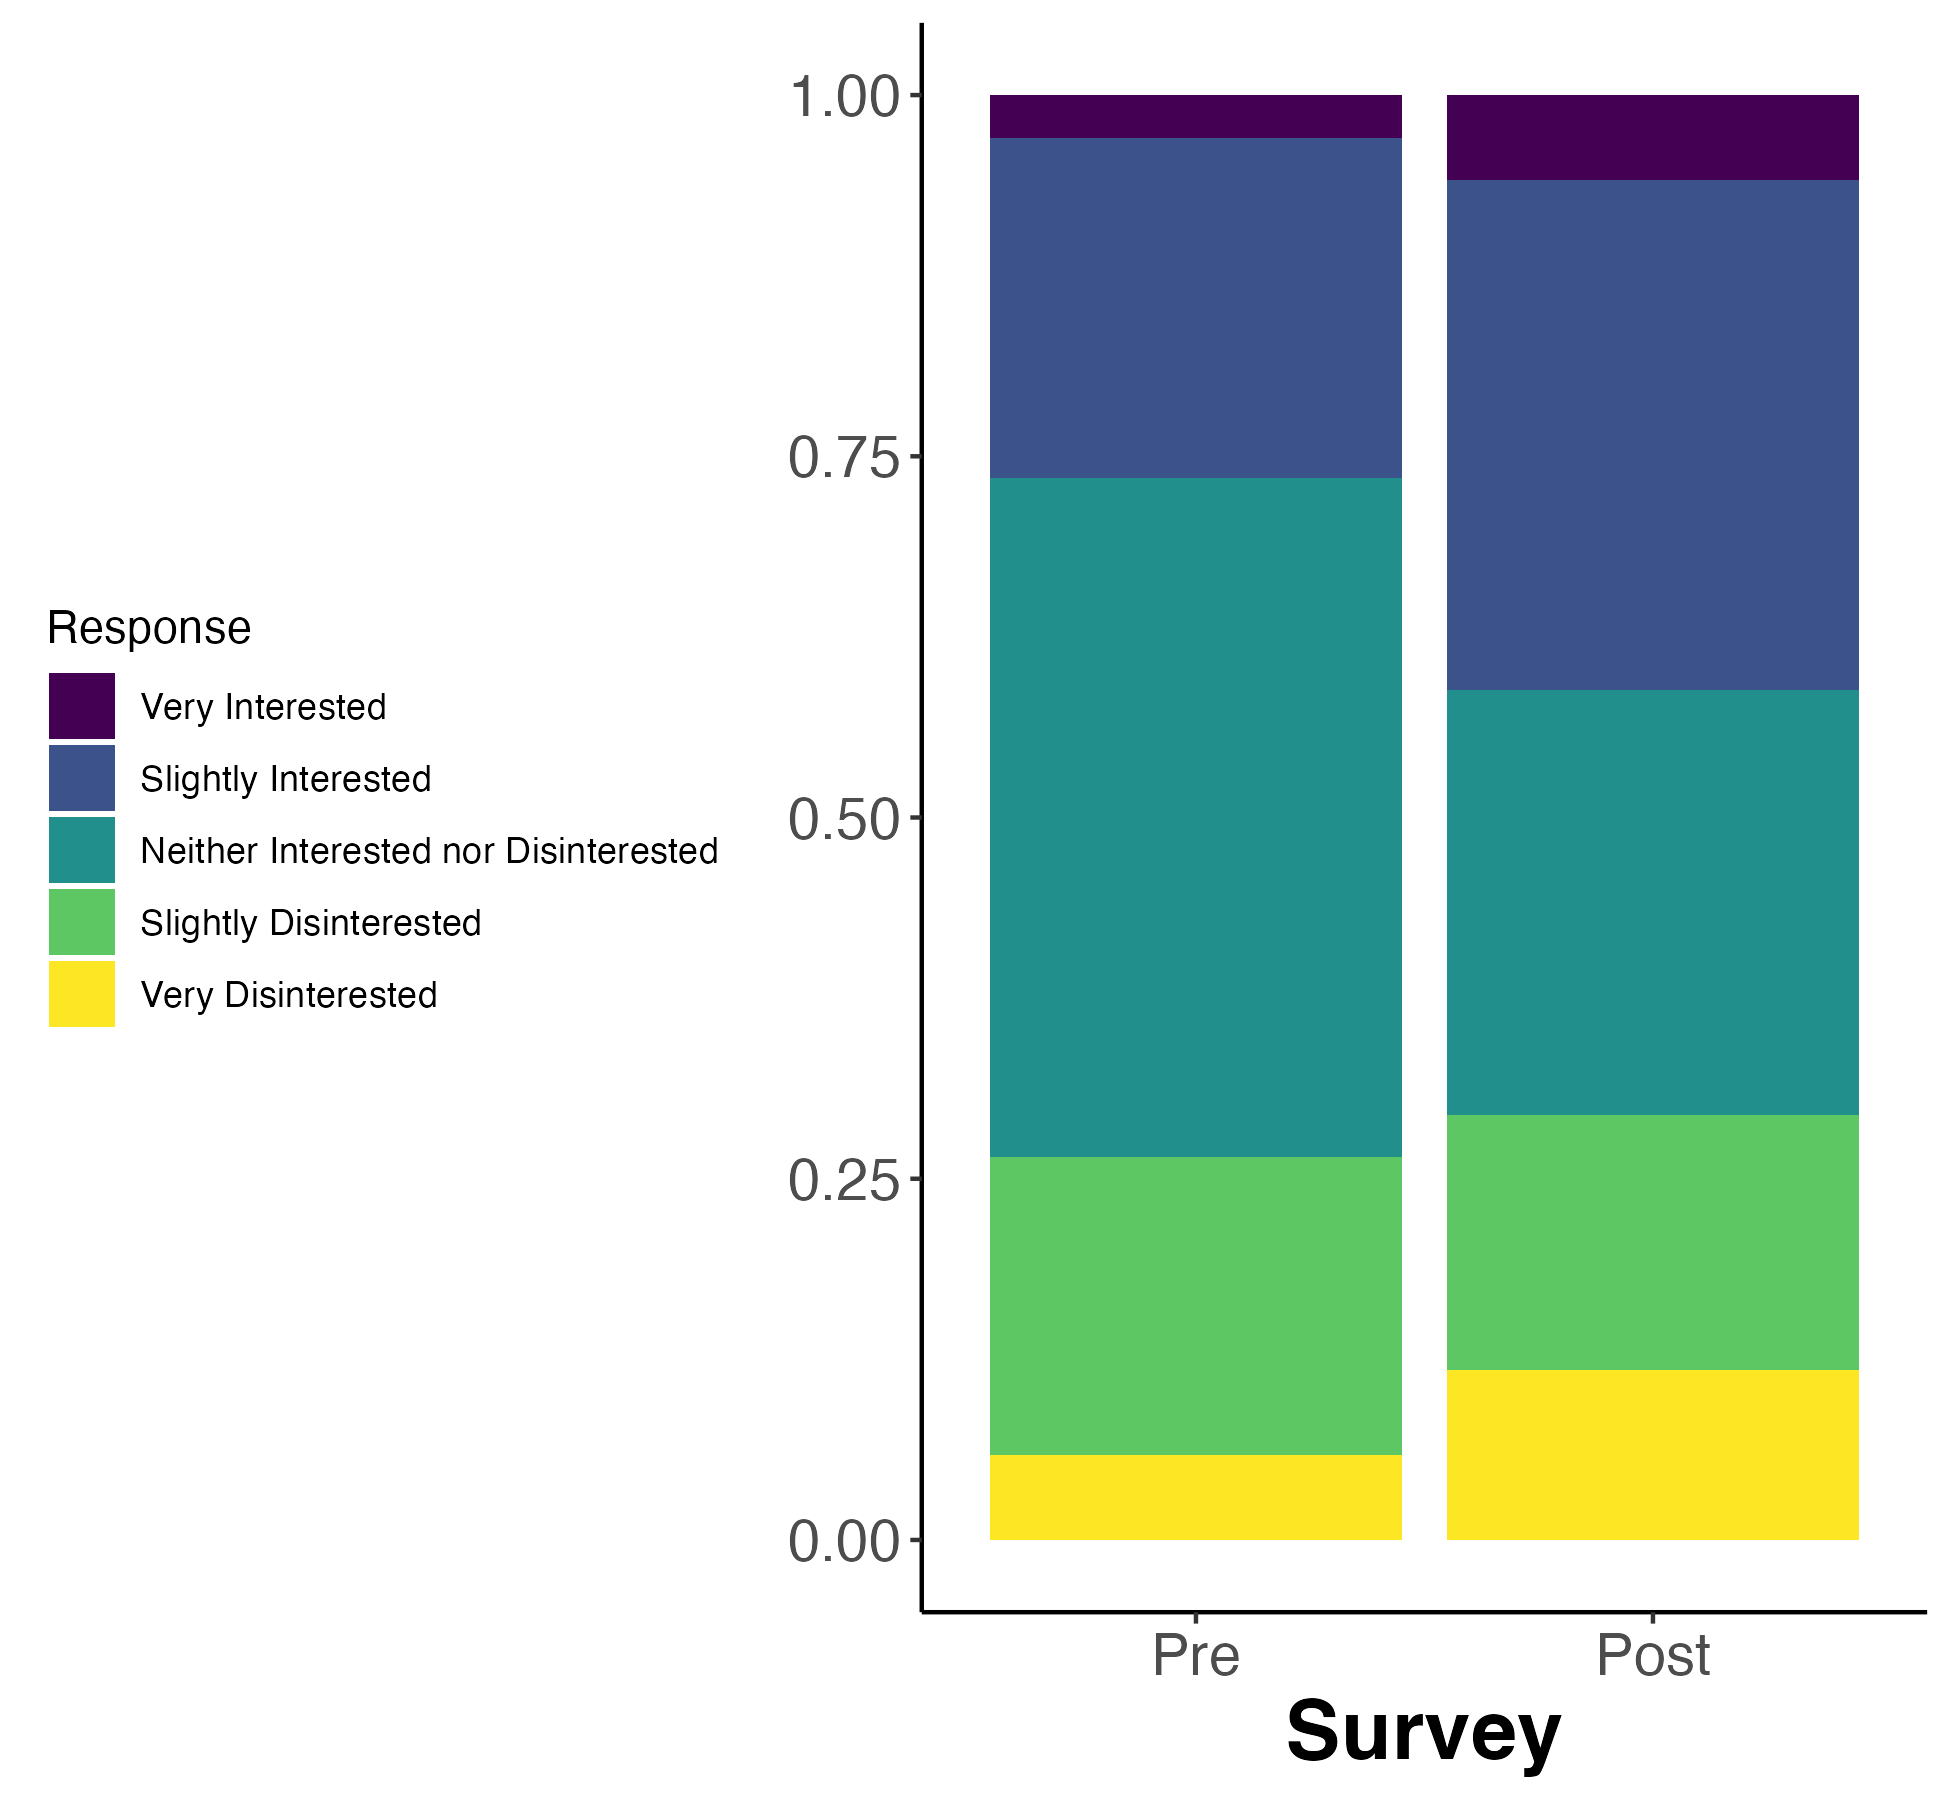 Response
Very Interested
Slightly Interested
Neither Interested nor Disinterested
Slightly Disinterested
Very Disinterested
1.00
0.75
0.50
0.25
0.00
Pre Post
Survey